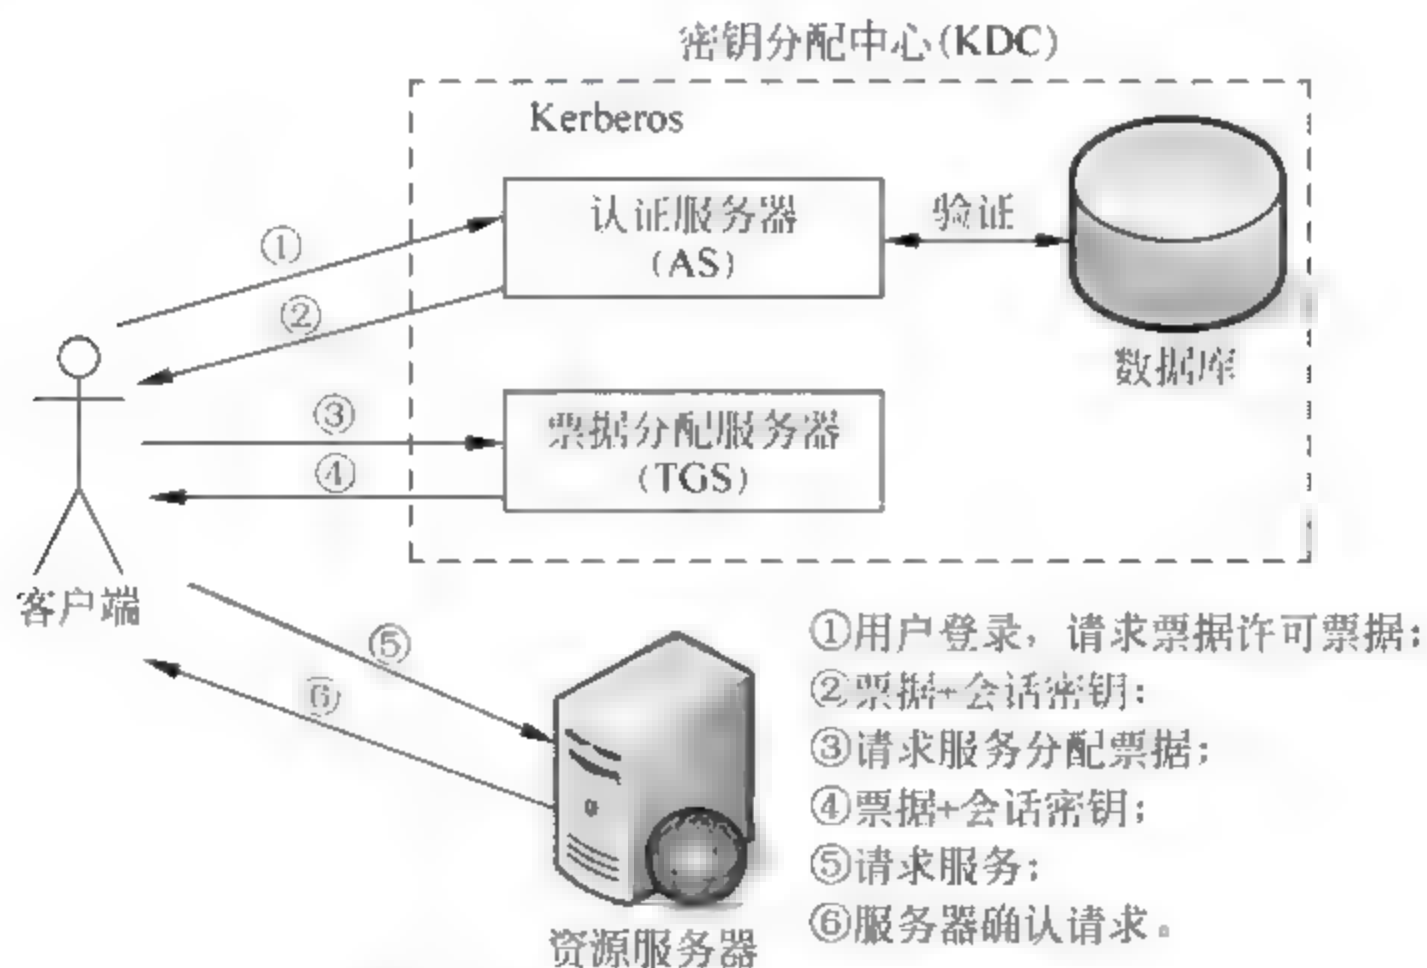 密钥分配中心(KDC)
Kerberos
认证服务器
(AS)
验证
数据库
①
②
③
票据分配服务器
(TGS)
④
客户端
⑤
⑥
资源服务器
①用户登录，请求票据许可票据；
②票据+会话密钥；
③请求服务分配票据；
④票据+会话密钥；
⑤请求服务；
⑥服务器确认请求。